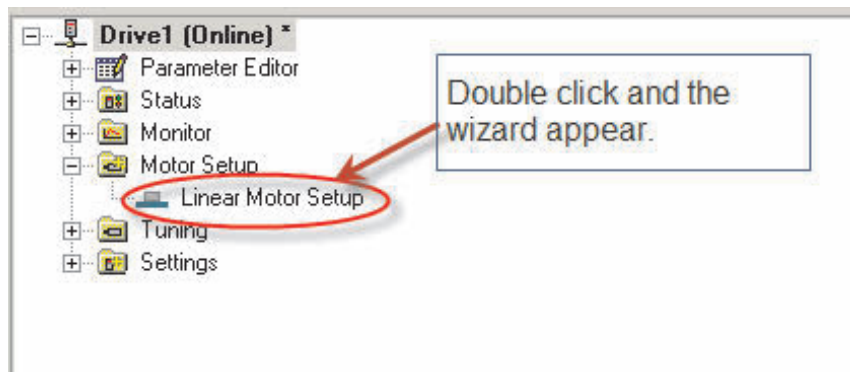 Drive1 (Online) *
Parameter Editor
Status
Monitor
Motor Setup
Linear Motor Setup
Tuning
Settings
Double click and the
wizard appear.